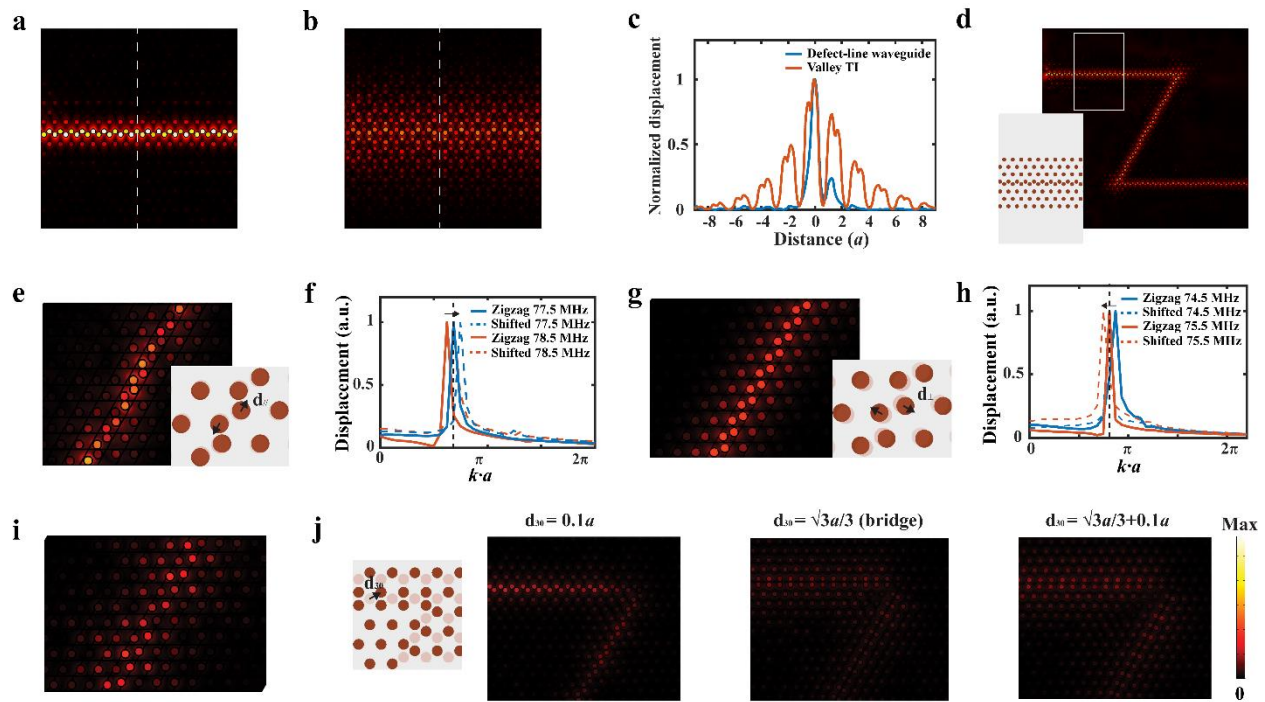 a
b
c
d
Normalized displacement
1
0.5
0
Defect-line waveguide
Valley TI
-8 -6 -4 -2 0 2 4 6 8
Distance (a)
e
f
g
h
d//
Displacement (a.u.)
1
0.5
0
Zigzag 77.5 MHz
Shifted 77.5 MHz
Zigzag 78.5 MHz
Shifted 78.5 MHz
0 π 2π
k·a
d⊥
Displacement (a.u.)
1
0.5
0
Zigzag 74.5 MHz
Shifted 74.5 MHz
Zigzag 75.5 MHz
Shifted 75.5 MHz
0 π 2π
k·a
i
j
d₃₀
d₃₀ = 0.1a
d₃₀ = √3a/3 (bridge)
d₃₀ = √3a/3+0.1a
Max
0